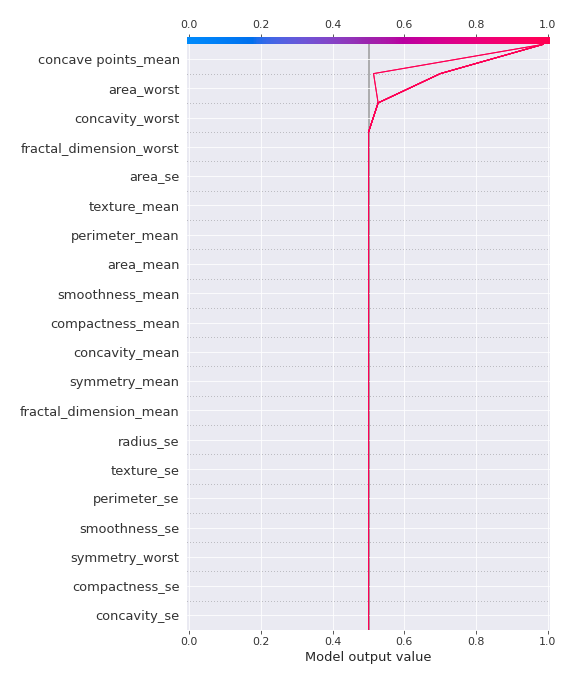 0.0 0.2 0.4 0.6 0.8 1.0
concave points_mean
area_worst
concavity_worst
fractal_dimension_worst
area_se
texture_mean
perimeter_mean
area_mean
smoothness_mean
compactness_mean
concavity_mean
symmetry_mean
fractal_dimension_mean
radius_se
texture_se
perimeter_se
smoothness_se
symmetry_worst
compactness_se
concavity_se
0.0 0.2 0.4 0.6 0.8 1.0
Model output value